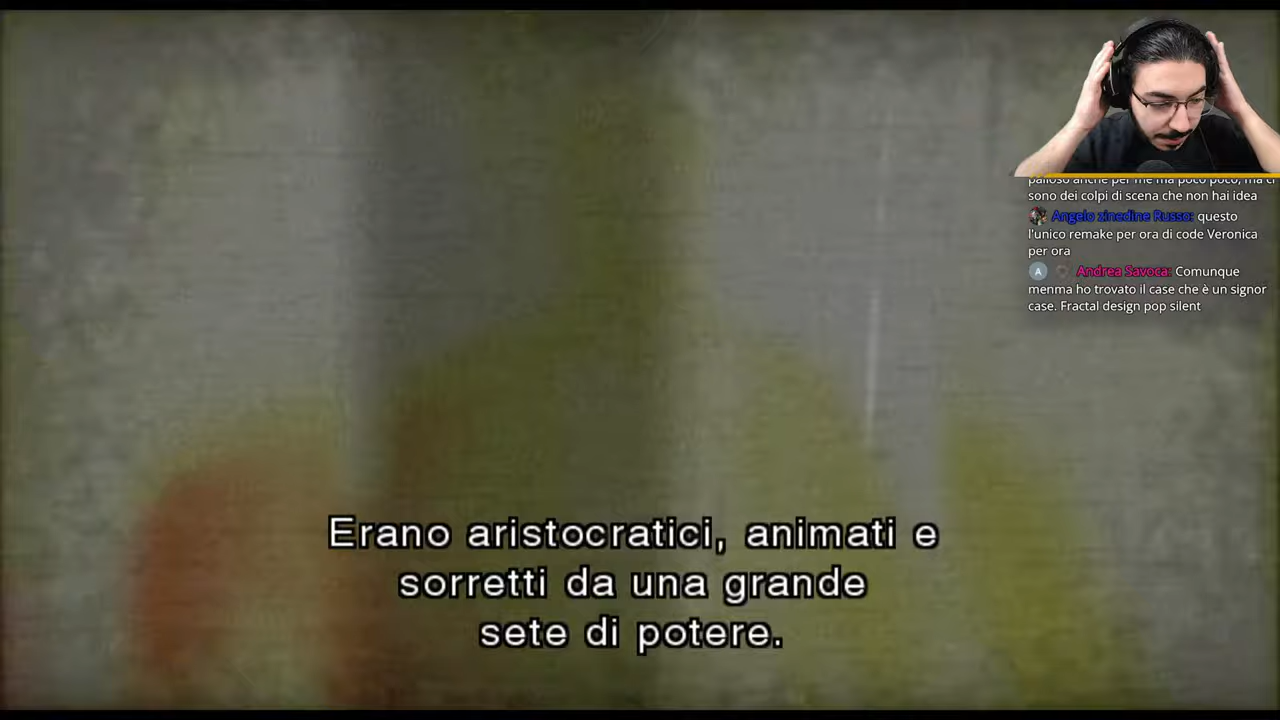 palloso anche per me ma poco poco, ma ci
sono dei colpi di scena che non hai idea
Angelo zinedine Russo: questo
l'unico remake per ora di code Veronica
per ora
A Andrea Savoca: Comunque
menma ho trovato il case che è un signor
case. Fractal design pop silent
Erano aristocratici, animati e
sorretti da una grande
sete di potere.